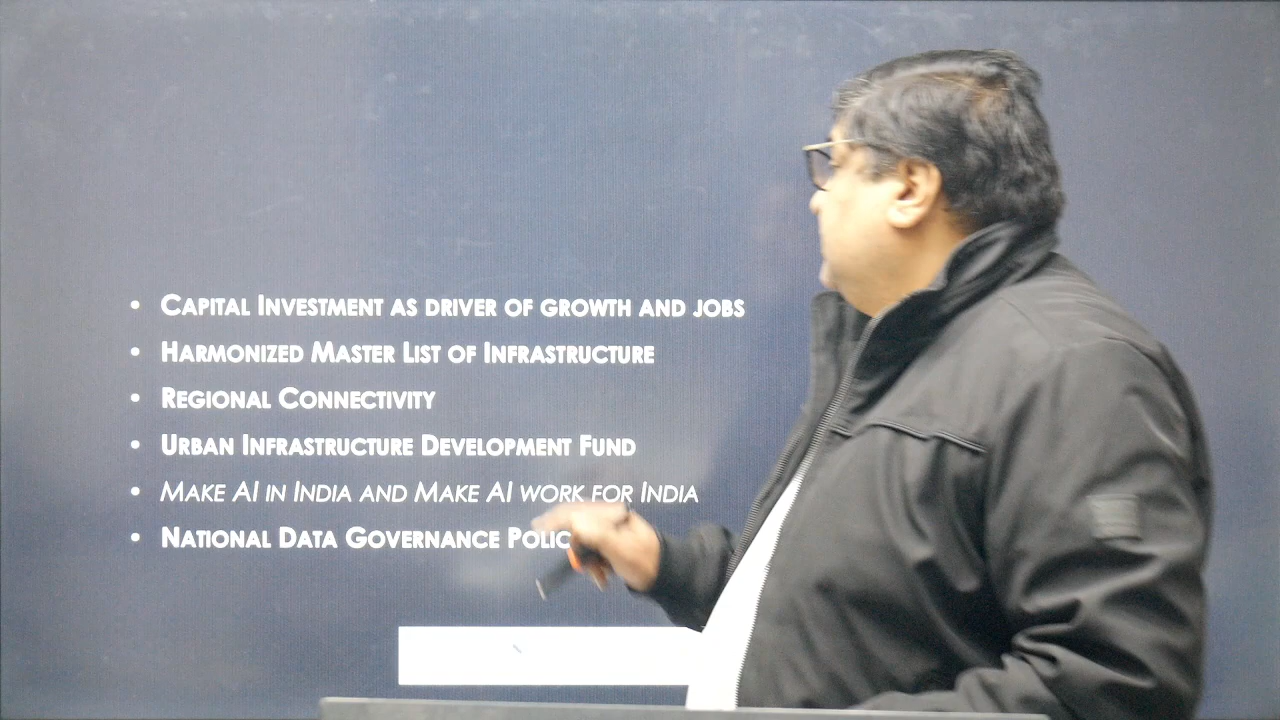 • Capital Investment as driver of growth and jobs
• Harmonized Master List of Infrastructure
• Regional Connectivity
• Urban Infrastructure Development Fund
• Make AI in India and Make AI work for India
• National Data Governance